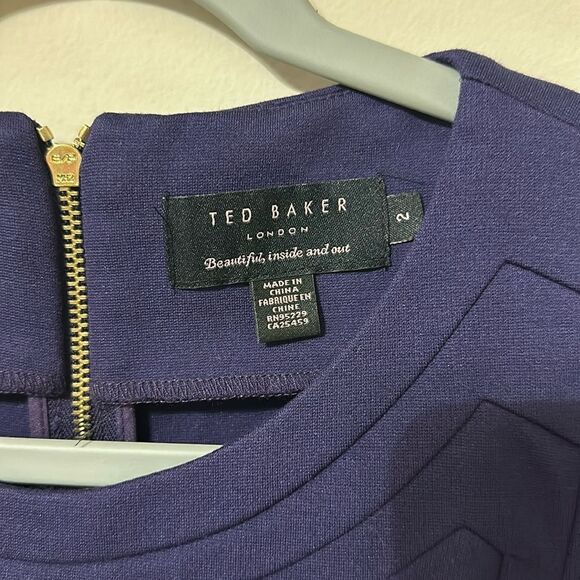 TED BAKER
LONDON
Beautiful, inside and out
2
MADE IN
CHINA
FABRIQUE EN
CHINE
RN95229
CA25459